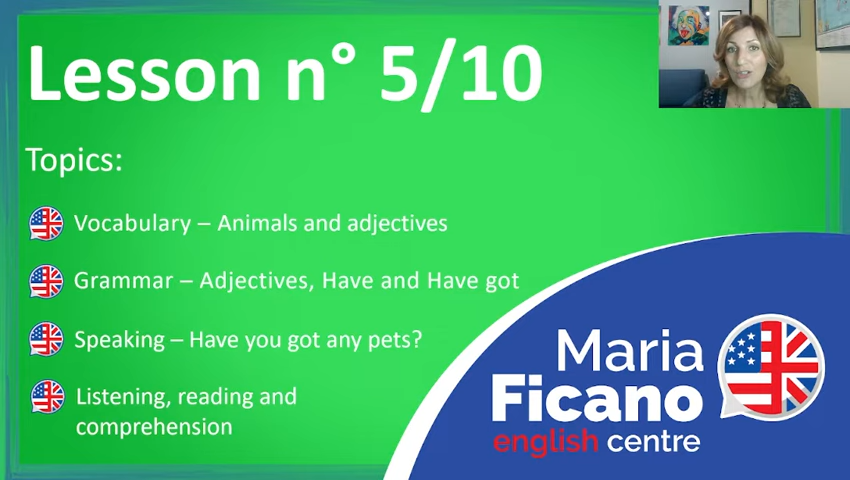 Lesson n° 5/10
Topics:
Vocabulary – Animals and adjectives
Grammar – Adjectives, Have and Have got
Speaking – Have you got any pets?
Listening, reading and
comprehension
Maria
Ficano
english centre